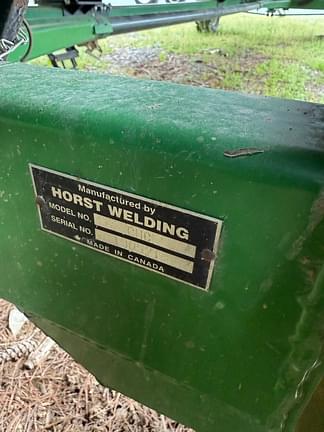 Manufactured by
HORST WELDING
MODEL NO.
SERIAL NO.
MADE IN CANADA